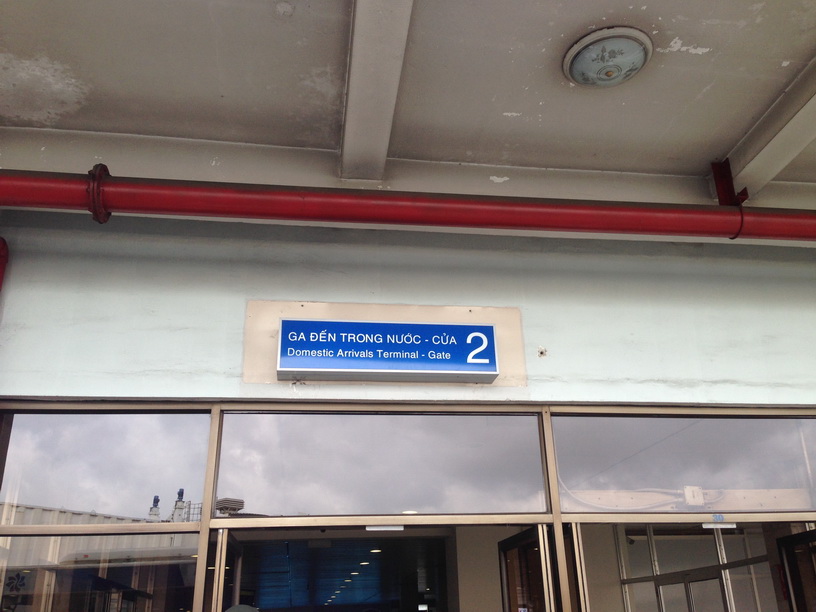 GA ĐẾN TRONG NƯỚC - CỬA 2
Domestic Arrivals Terminal - Gate